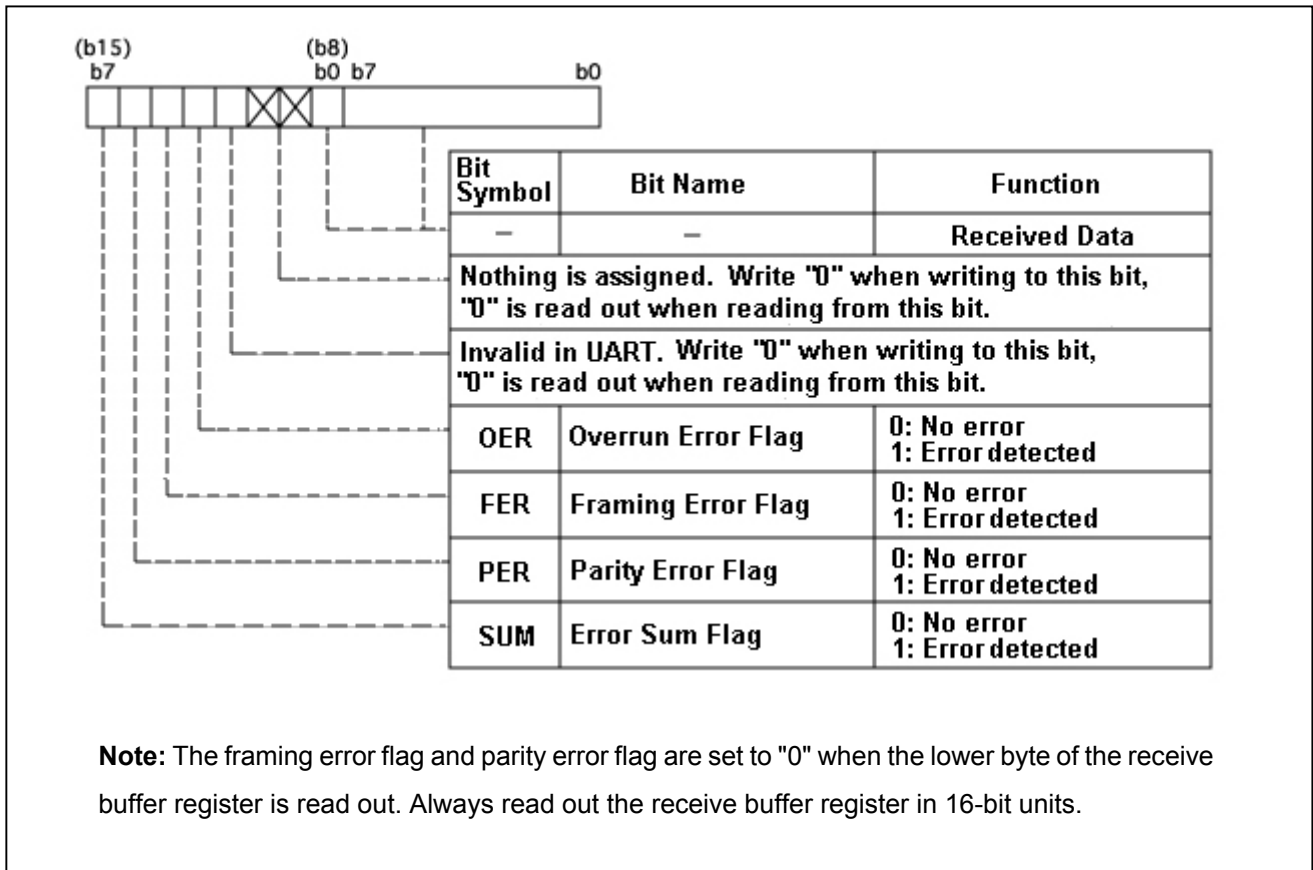 (b15) (b8)
b7 b0 b7 b0
Bit Symbol Bit Name Function
– – Received Data
Nothing is assigned. Write "0" when writing to this bit,
"0" is read out when reading from this bit.
Invalid in UART. Write "0" when writing to this bit,
"0" is read out when reading from this bit.
OER Overrun Error Flag 0: No error
1: Error detected
FER Framing Error Flag 0: No error
1: Error detected
PER Parity Error Flag 0: No error
1: Error detected
SUM Error Sum Flag 0: No error
1: Error detected
Note: The framing error flag and parity error flag are set to "0" when the lower byte of the receive
buffer register is read out. Always read out the receive buffer register in 16-bit units.